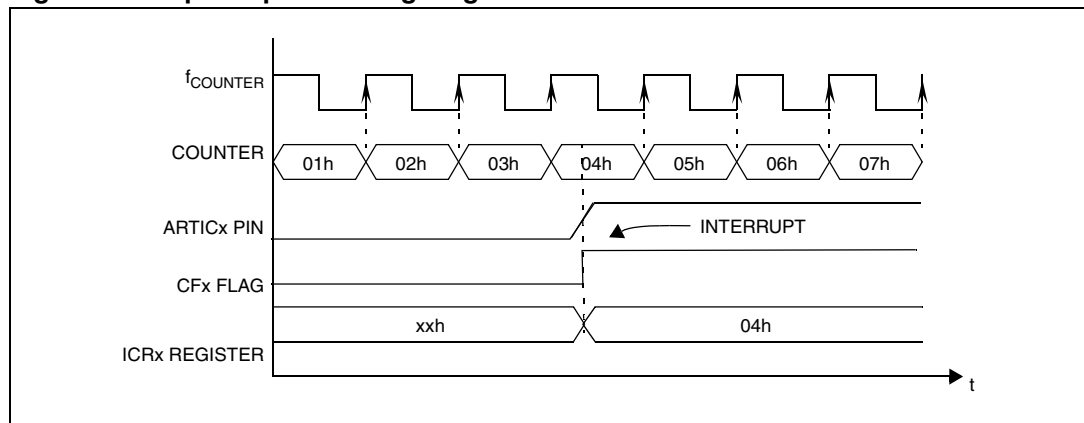 fCOUNTER
COUNTER
01h 02h 03h 04h 05h 06h 07h
ARTICx PIN
INTERRUPT
CFx FLAG
xxh 04h
ICRx REGISTER
t